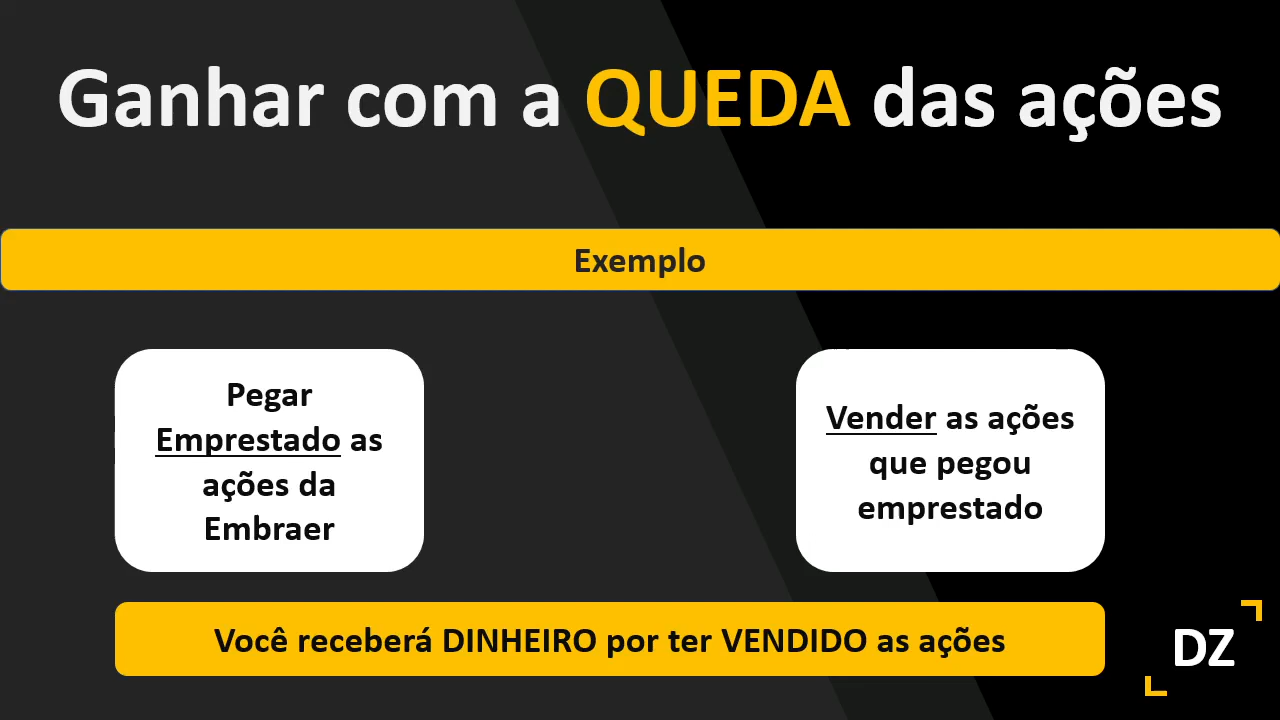 Ganhar com a QUEDA das ações
Exemplo
Pegar
Emprestado as
ações da
Embraer
Vender as ações
que pegou
emprestado
Você receberá DINHEIRO por ter VENDIDO as ações
DZ